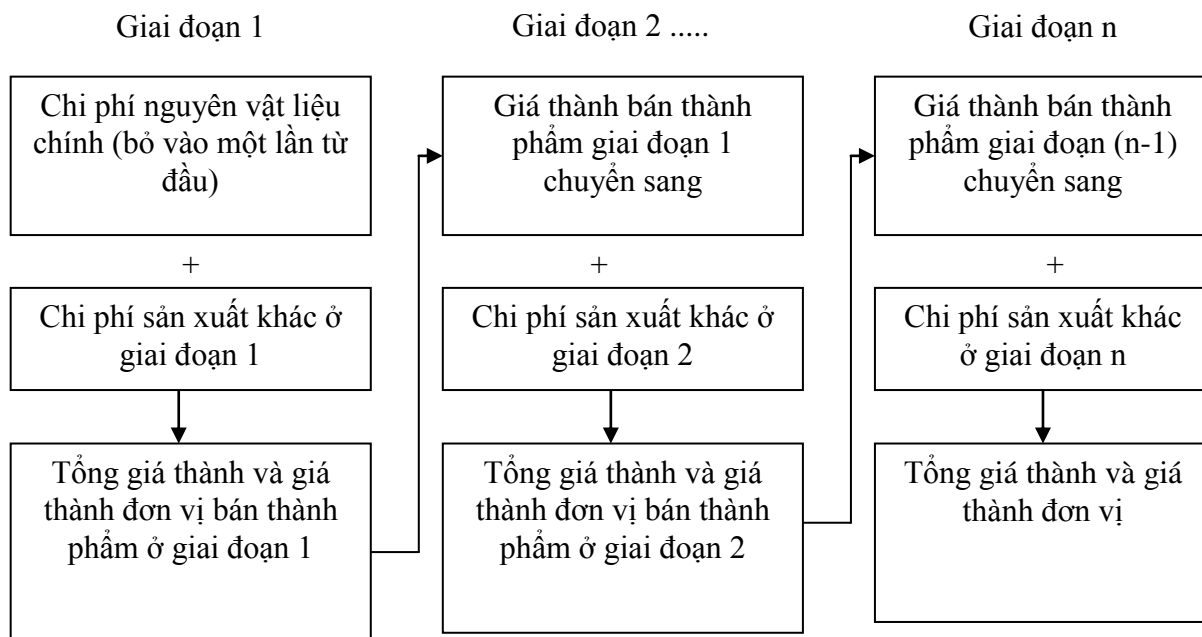 Giai đoạn 1
Giai đoạn 2 .....
Giai đoạn n
Chi phí nguyên vật liệu
chính (bỏ vào một lần từ
đầu)
Giá thành bán thành
phẩm giai đoạn 1
chuyển sang
Giá thành bán thành
phẩm giai đoạn (n-1)
chuyển sang
+
+
+
Chi phí sản xuất khác ở
giai đoạn 1
Chi phí sản xuất khác ở
giai đoạn 2
Chi phí sản xuất khác
ở giai đoạn n
Tổng giá thành và giá
thành đơn vị bán thành
phẩm ở giai đoạn 1
Tổng giá thành và giá
thành đơn vị bán thành
phẩm ở giai đoạn 2
Tổng giá thành và giá
thành đơn vị